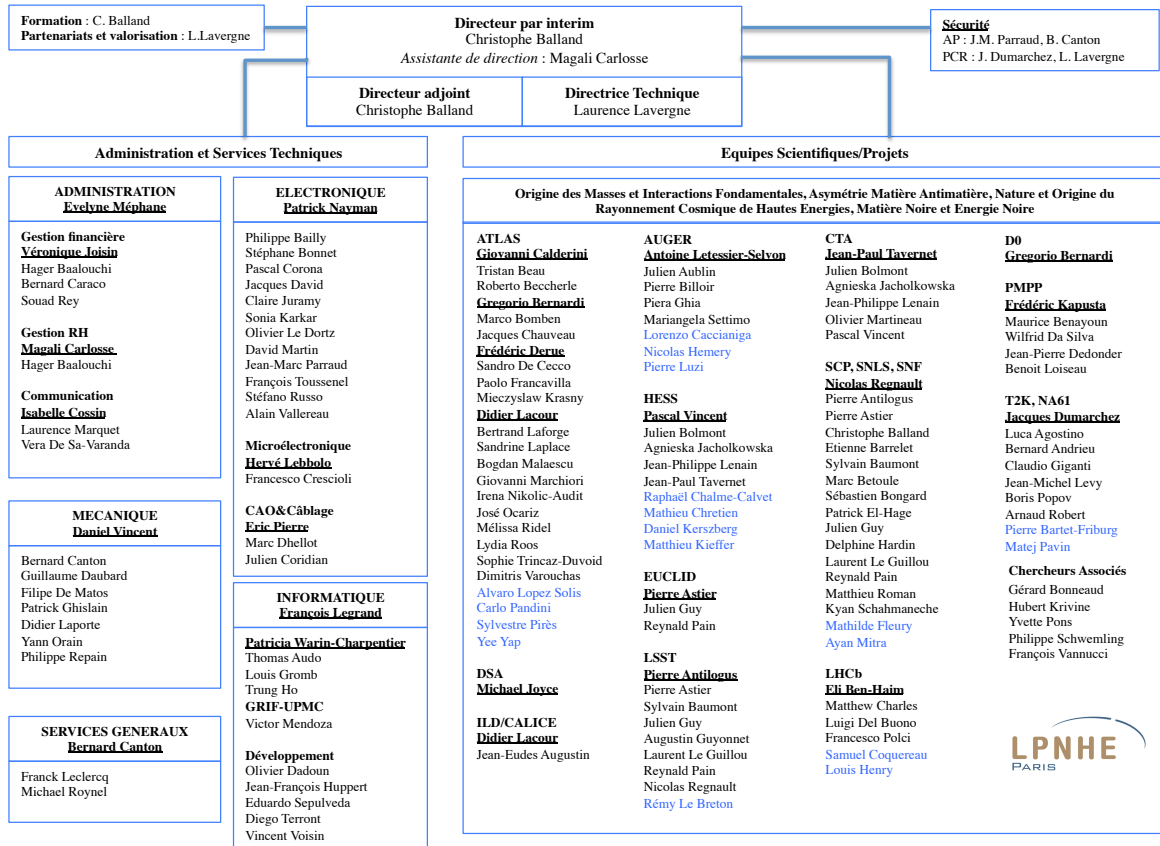 Formation : C. Balland
Partenariats et valorisation : L.Lavergne
Directeur par interim
Christophe Balland
Assistante de direction : Magali Carlosse
Directeur adjoint
Christophe Balland
Directrice Technique
Laurence Lavergne
Sécurité
AP : J.M. Parraud, B. Canton
PCR : J. Dumarchez, L. Lavergne
Administration et Services Techniques
ADMINISTRATION
Evelyne Méphane
Gestion financière
Véronique Joisin
Hager Baalouchi
Bernard Caraco
Souad Rey
Gestion RH
Magali Carlosse
Hager Baalouchi
Communication
Isabelle Cossin
Laurence Marquet
Vera De Sa-Varanda
MECANIQUE
Daniel Vincent
Bernard Canton
Guillaume Daubard
Filipe De Matos
Patrick Ghislain
Didier Laporte
Yann Orain
Philippe Repain
SERVICES GENERAUX
Bernard Canton
Franck Leclercq
Michael Roynel
ELECTRONIQUE
Patrick Nayman
Philippe Bailly
Stéphane Bonnet
Pascal Corona
Jacques David
Claire Juramy
Sonia Karkar
Olivier Le Dortz
David Martin
Jean-Marc Parraud
François Toussenel
Stéfano Russo
Alain Vallereau
Microélectronique
Hervé Lebbolo
Francesco Crescioli
CAO&Câblage
Eric Pierre
Marc Dhellot
Julien Coridian
INFORMATIQUE
François Legrand
Patricia Warin-Charpentier
Thomas Audo
Louis Gromb
Trung Ho
GRIF-UPMC
Victor Mendoza
Développement
Olivier Dadoun
Jean-François Huppert
Eduardo Sepulveda
Diego Terront
Vincent Voisin
Equipes Scientifiques/Projets
Origine des Masses et Interactions Fondamentales, Asymétrie Matière Antimatière, Nature et Origine du
Rayonnement Cosmique de Hautes Energies, Matière Noire et Energie Noire
ATLAS
Giovanni Calderini
Tristan Beau
Roberto Beccherle
Gregorio Bernardi
Marco Bomben
Jacques Chauveau
Frédéric Derue
Sandro De Cecco
Paolo Francavilla
Mieczyslaw Krasny
Didier Lacour
Bertrand Laforge
Sandrine Laplace
Bogdan Malaescu
Giovanni Marchiori
Irena Nikolic-Audit
José Ocariz
Mélissa Ridel
Lydia Roos
Sophie Trincaz-Duvoid
Dimitris Varouchas
Alvaro Lopez Solis
Carlo Pandini
Sylvestre Pirès
Yee Yap
DSA
Michael Joyce
ILD/CALICE
Didier Lacour
Jean-Eudes Augustin
AUGER
Antoine Letessier-Selvon
Julien Aublin
Pierre Billoir
Piera Ghia
Mariangela Settimo
Lorenzo Caccianiga
Nicolas Hemery
Pierre Luzi
HESS
Pascal Vincent
Julien Bolmont
Agnieska Jacholkowska
Jean-Philippe Lenain
Jean-Paul Tavernet
Raphaël Chalme-Calvet
Mathieu Chretien
Daniel Kerszberg
Matthieu Kieffer
EUCLID
Pierre Astier
Julien Guy
Reynald Pain
LSST
Pierre Antilogus
Pierre Astier
Sylvain Baumont
Julien Guy
Augustin Guyonnet
Laurent Le Guillou
Reynald Pain
Nicolas Regnault
Rémy Le Breton
CTA
Jean-Paul Tavernet
Julien Bolmont
Agnieska Jacholkowska
Jean-Philippe Lenain
Olivier Martineau
Pascal Vincent
SCP, SNLS, SNF
Nicolas Regnault
Pierre Antilogus
Pierre Astier
Christophe Balland
Etienne Barrelet
Sylvain Baumont
Marc Betoule
Sébastien Bongard
Patrick El-Hage
Julien Guy
Delphine Hardin
Laurent Le Guillou
Reynald Pain
Matthieu Roman
Kyan Schahmaneche
Mathilde Fleury
Ayan Mitra
LHCb
Eli Ben-Haim
Matthew Charles
Luigi Del Buono
Francesco Polci
Samuel Coquereau
Louis Henry
D0
Gregorio Bernardi
PMPP
Frédéric Kapusta
Maurice Benayoun
Wilfrid Da Silva
Jean-Pierre Dedonder
Benoit Loiseau
T2K, NA61
Jacques Dumarchez
Luca Agostino
Bernard Andrieu
Claudio Giganti
Jean-Michel Levy
Boris Popov
Arnaud Robert
Pierre Bartet-Friburg
Matej Pavin
Chercheurs Associés
Gérard Bonneaud
Hubert Krivine
Yvette Pons
Philippe Schwemling
François Vannucci
LPNHE
PARIS